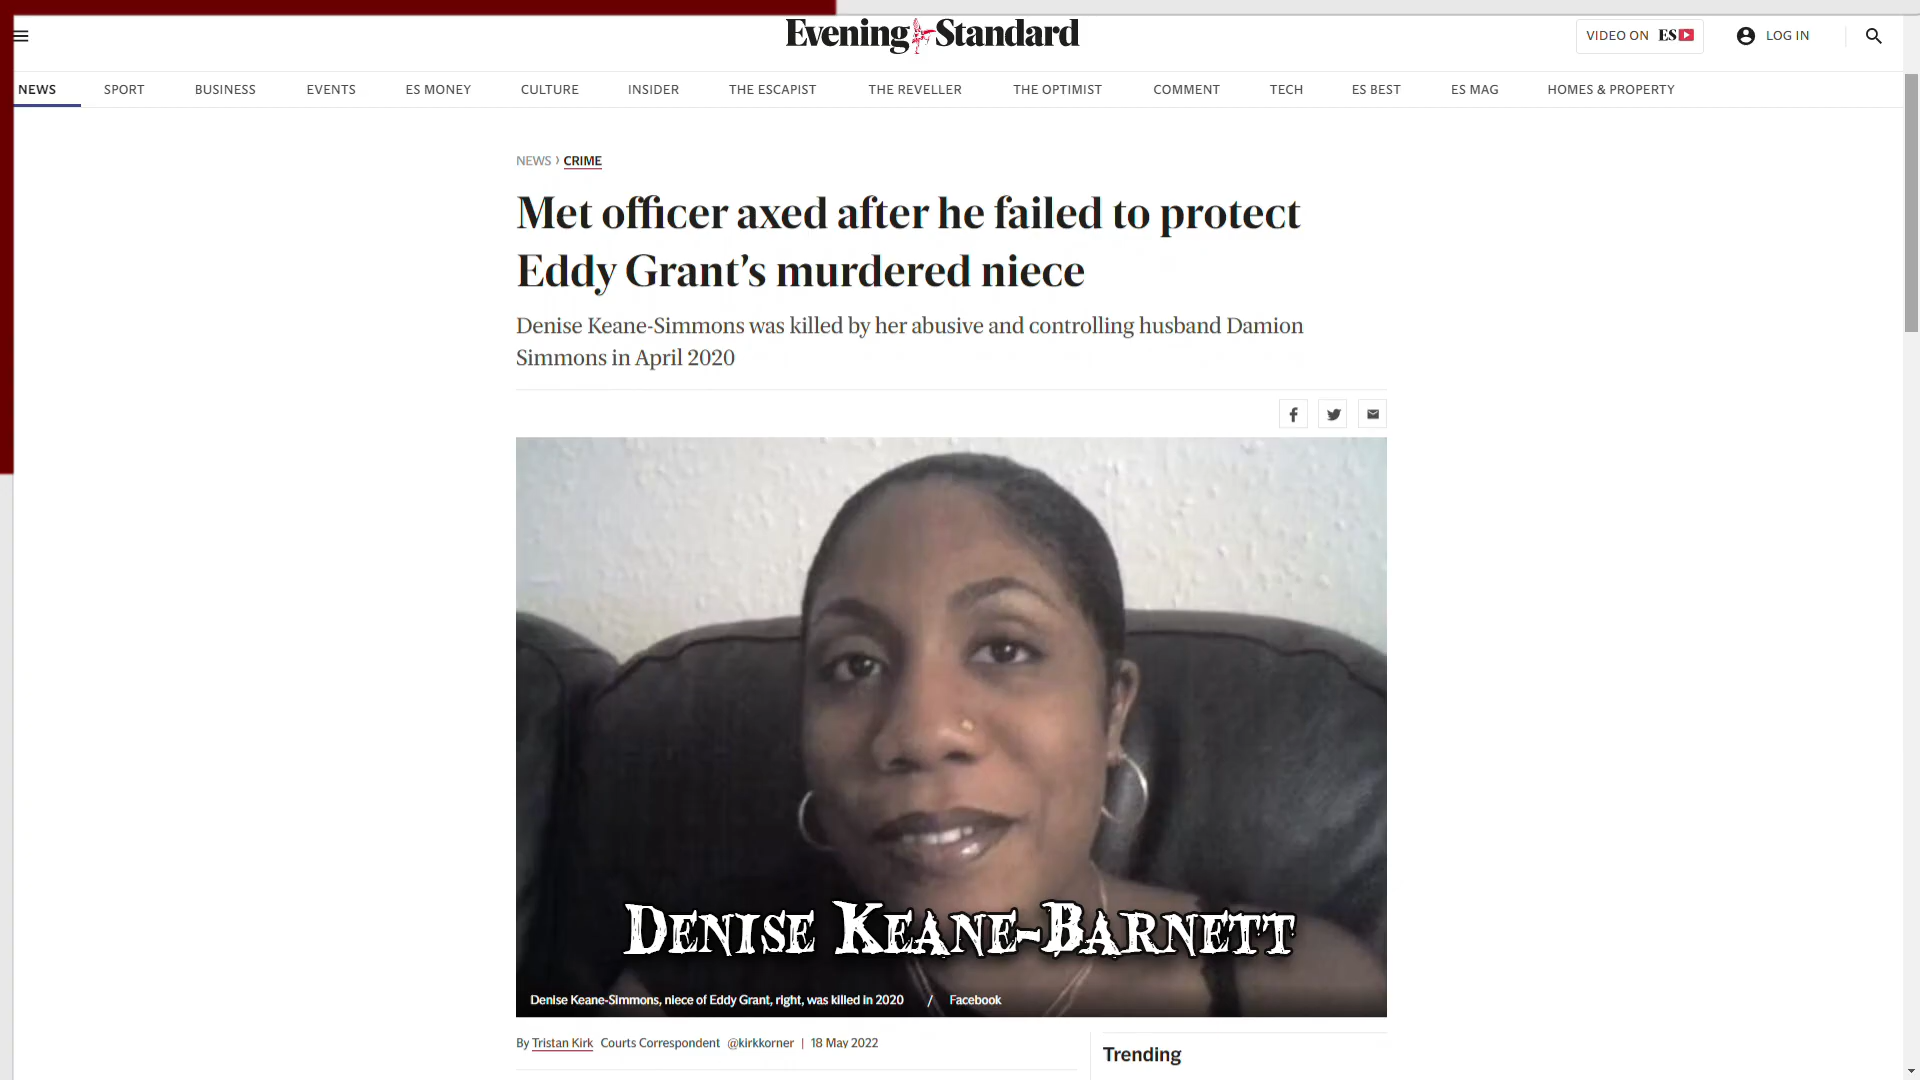 Evening Standard
VIDEO ON ES
LOG IN
NEWS SPORT BUSINESS EVENTS ES MONEY CULTURE INSIDER THE ESCAPIST THE REVELLER THE OPTIMIST COMMENT TECH ES BEST ES MAG HOMES & PROPERTY
NEWS › CRIME
Met officer axed after he failed to protect
Eddy Grant's murdered niece
Denise Keane-Simmons was killed by her abusive and controlling husband Damion
Simmons in April 2020
Denise Keane-Barnett
Denise Keane-Simmons, niece of Eddy Grant, right, was killed in 2020 / Facebook
By Tristan Kirk Courts Correspondent @kirkkorner | 18 May 2022
Trending